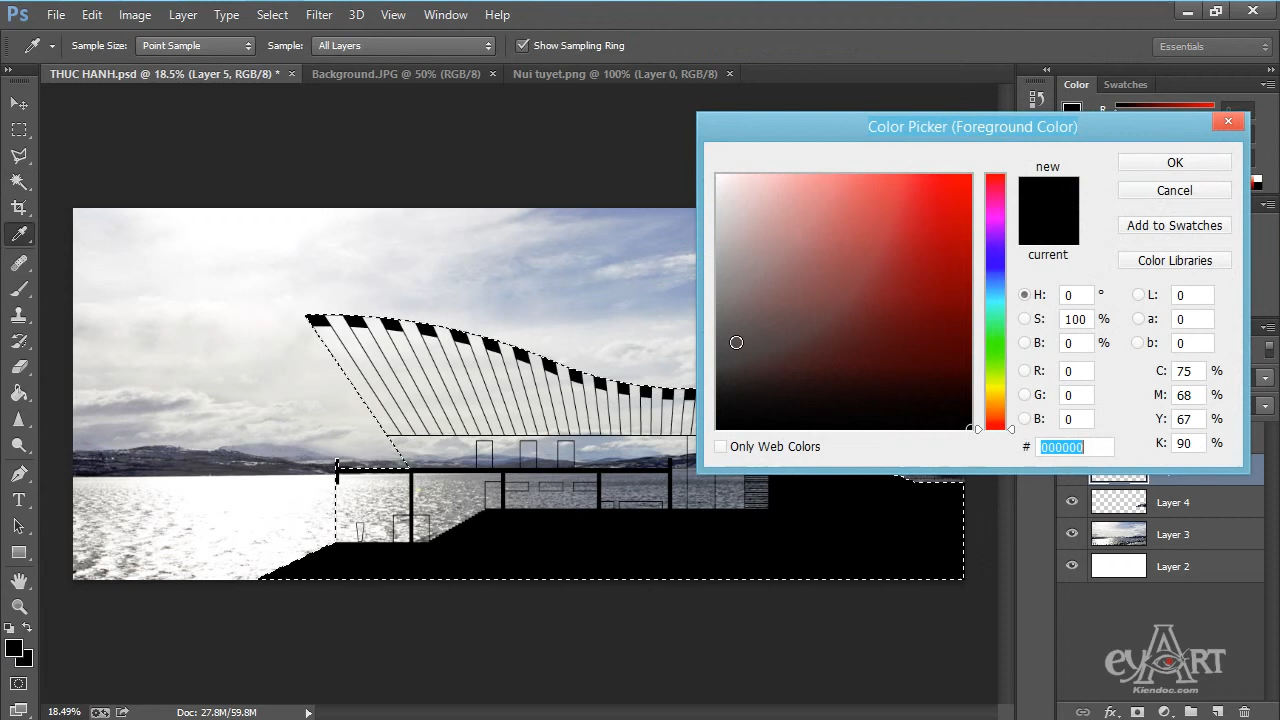 Ps File Edit Image Layer Type Select Filter 3D View Window Help
Sample Size: Point Sample Sample: All Layers Show Sampling Ring Essentials
THUC HANH.psd @ 18.5% (Layer 5, RGB/8) * × Background.JPG @ 50% (RGB/8) × Nui tuyet.png @ 100% (Layer 0, RGB/8) ×
Color Swatches
R
Color Picker (Foreground Color)
new
OK
Cancel
Add to Swatches
current
Color Libraries
H: 0 ° L: 0
S: 100 % a: 0
B: 0 % b: 0
R: 0 C: 75 %
G: 0 M: 68 %
B: 0 Y: 67 %
Only Web Colors # 000000 K: 90 %
Layer 4
Layer 3
Layer 2
eyART
Kiendoc.com
18.49% Doc: 27.8M/59.8M
fx